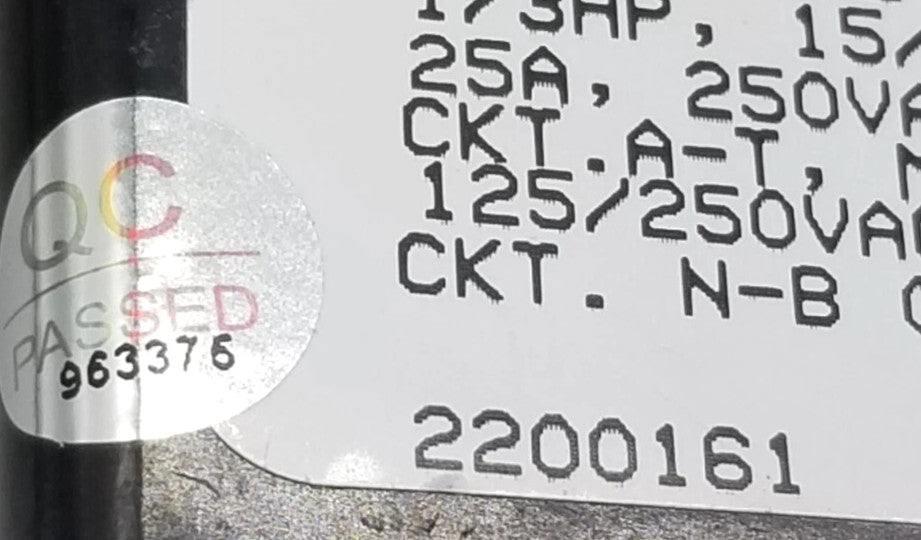 1/3HP, 15/
25A, 250VA
CKT.A-T, N
125/250VA
CKT. N-B
2200161
QC
PASSED
963376